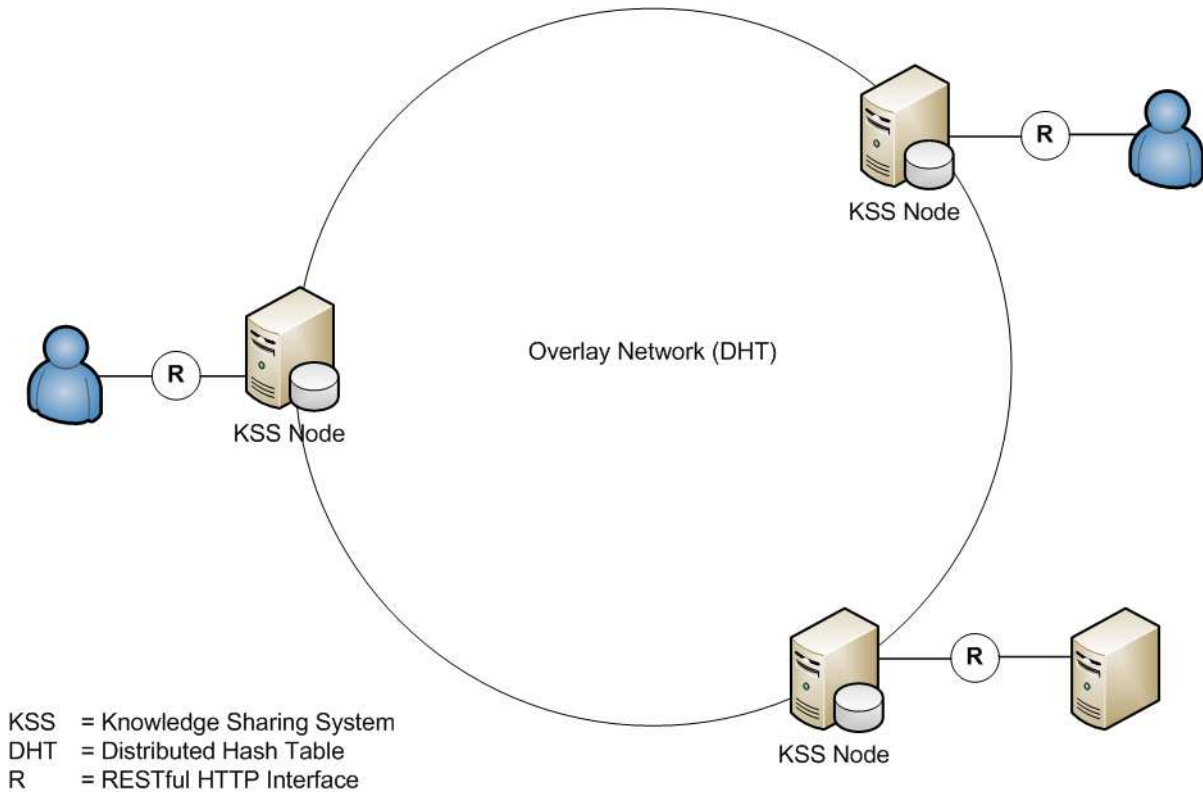 R
KSS Node
Overlay Network (DHT)
R
KSS Node
R
KSS Node
KSS = Knowledge Sharing System
DHT = Distributed Hash Table
R = RESTful HTTP Interface